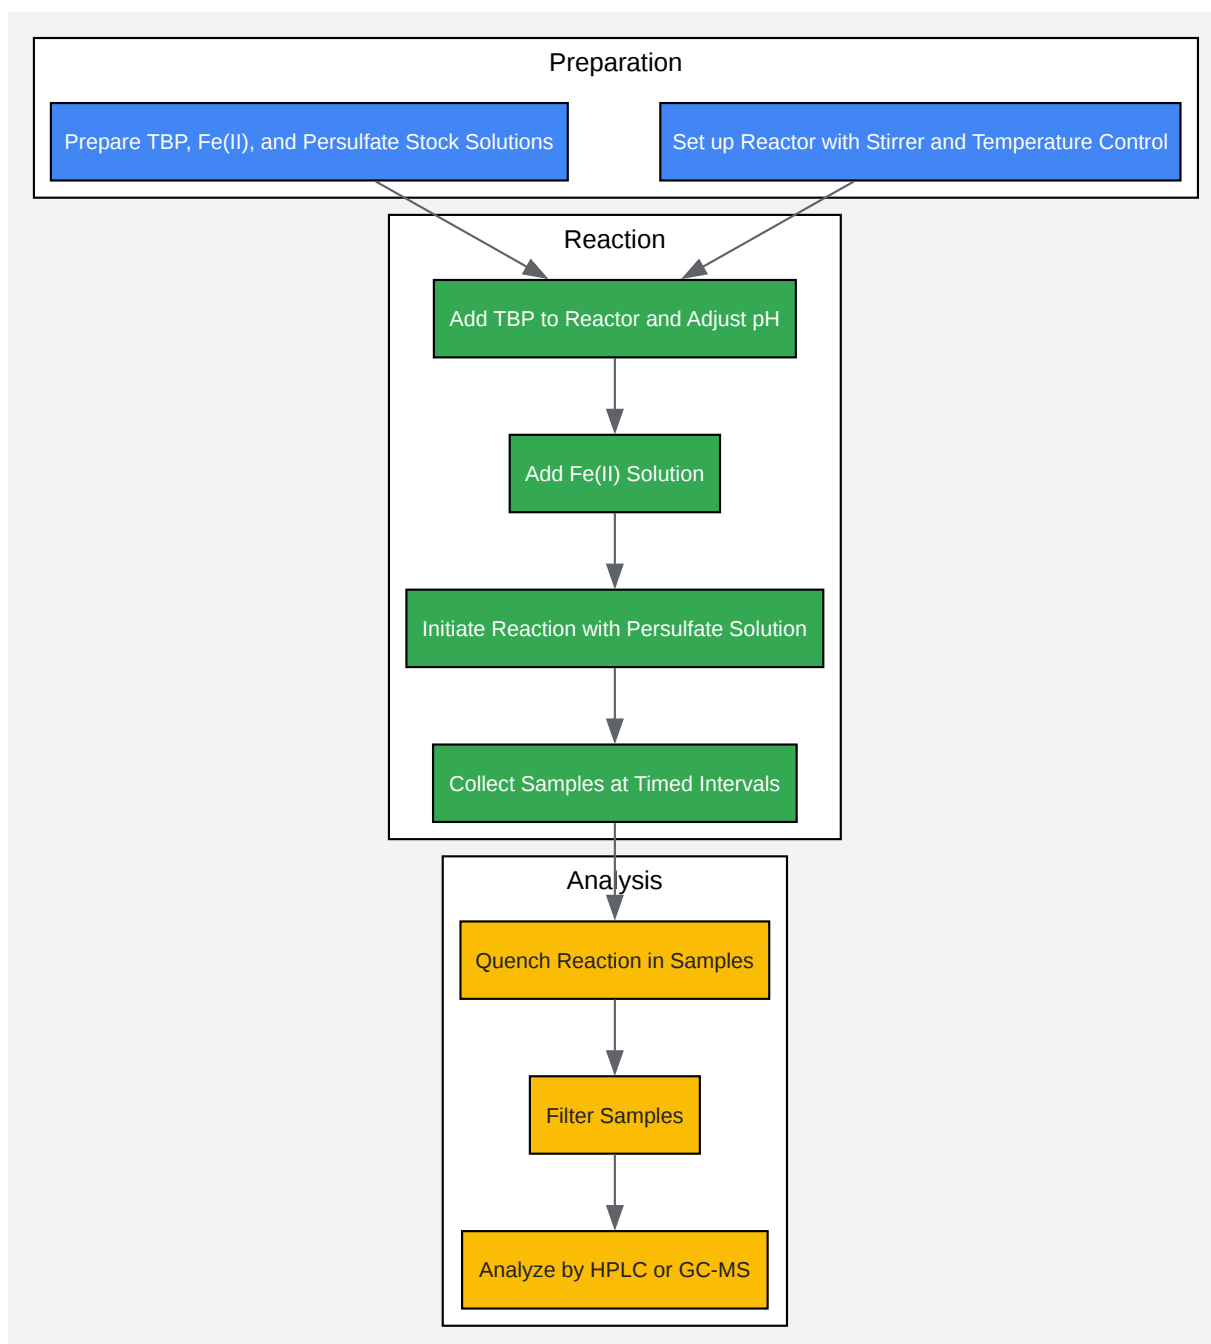 Preparation
Prepare TBP, Fe(II), and Persulfate Stock Solutions
Set up Reactor with Stirrer and Temperature Control
Reaction
Add TBP to Reactor and Adjust pH
Add Fe(II) Solution
Initiate Reaction with Persulfate Solution
Collect Samples at Timed Intervals
Analysis
Quench Reaction in Samples
Filter Samples
Analyze by HPLC or GC-MS